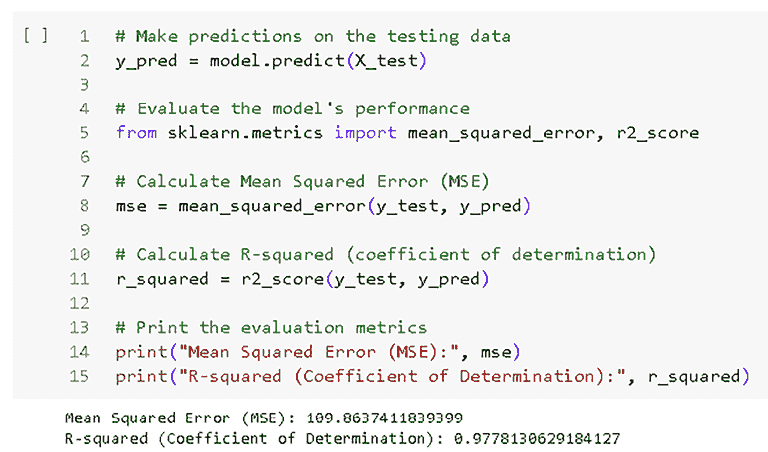 [ ] 1 # Make predictions on the testing data
2 y_pred = model.predict(X_test)
3
4 # Evaluate the model's performance
5 from sklearn.metrics import mean_squared_error, r2_score
6
7 # Calculate Mean Squared Error (MSE)
8 mse = mean_squared_error(y_test, y_pred)
9
10 # Calculate R-squared (coefficient of determination)
11 r_squared = r2_score(y_test, y_pred)
12
13 # Print the evaluation metrics
14 print("Mean Squared Error (MSE):", mse)
15 print("R-squared (Coefficient of Determination):", r_squared)
Mean Squared Error (MSE): 109.8637411839399
R-squared (Coefficient of Determination): 0.9778130629184127